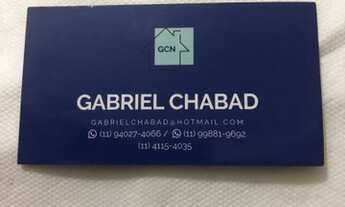 GCN
GABRIEL CHABAD
GABRIELCHABAD@HOTMAIL.COM
(11) 94027-4066 / (11) 99881-9692
(11) 4115-4035